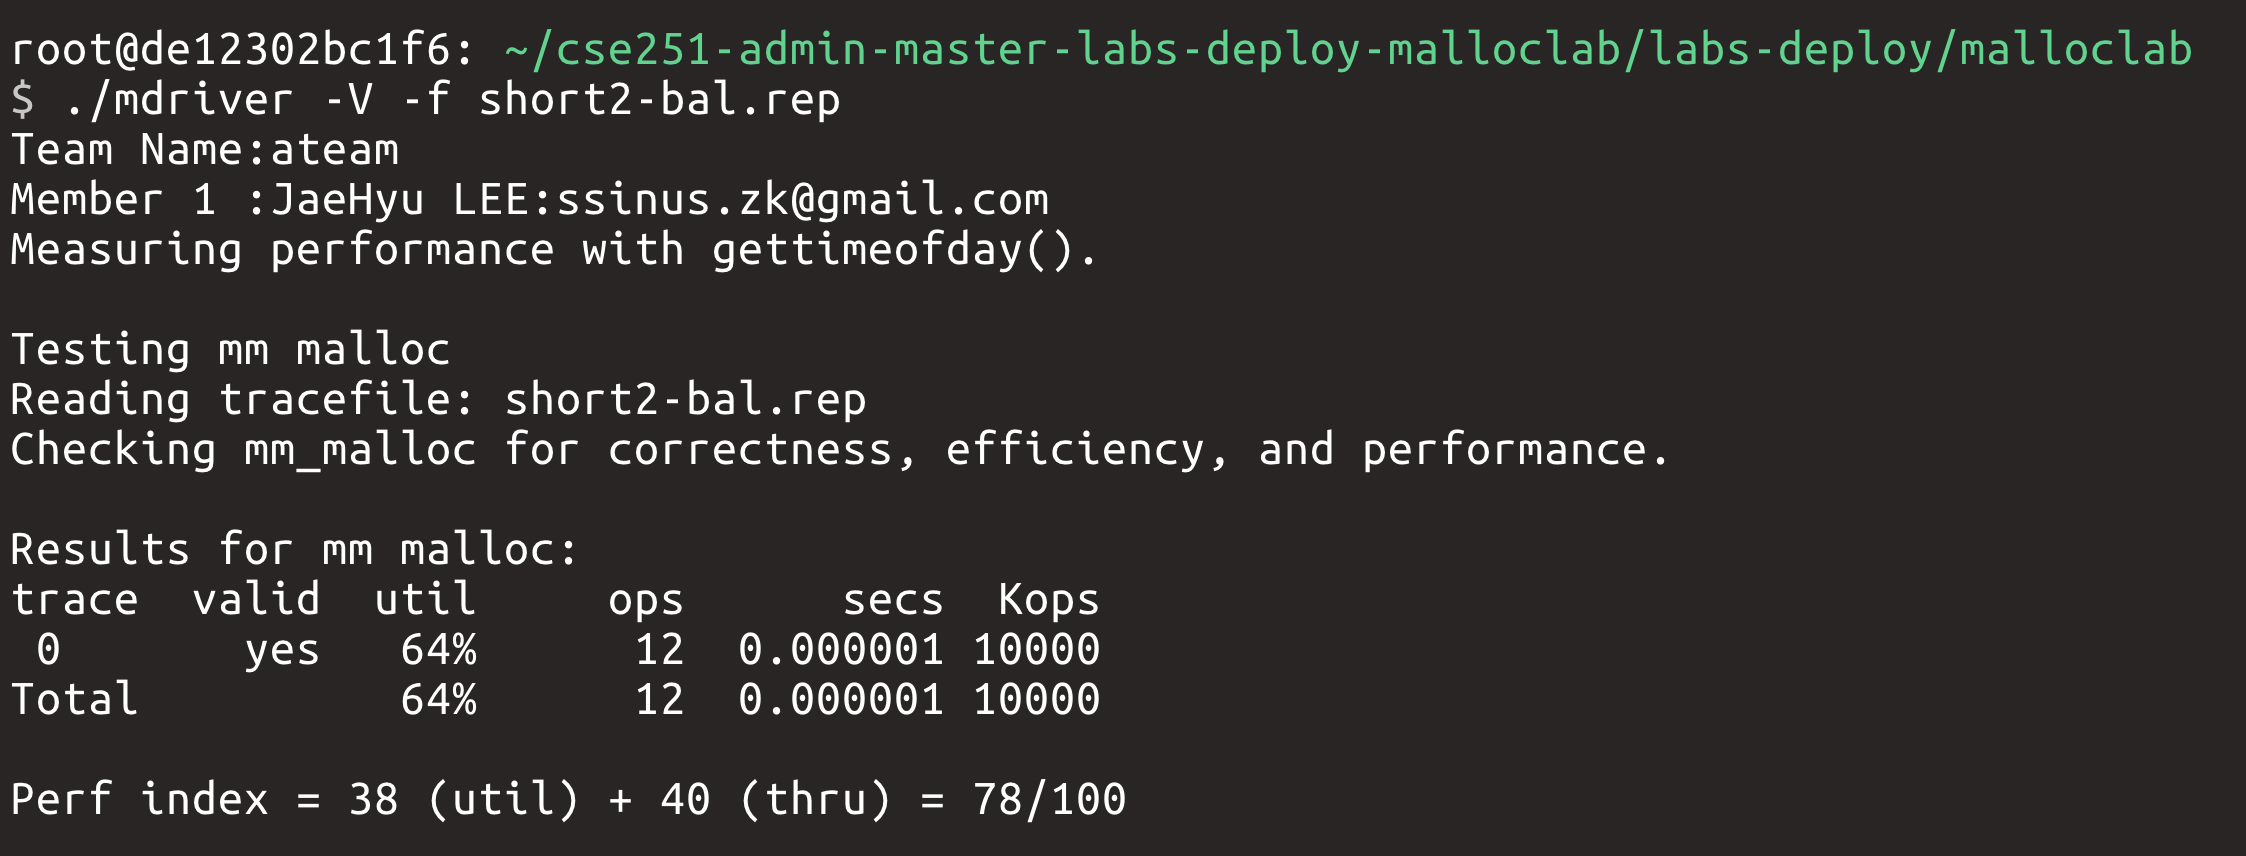 root@de12302bc1f6: ~/cse251-admin-master-labs-deploy-malloclab/labs-deploy/malloclab
$ ./mdriver -V -f short2-bal.rep
Team Name:ateam
Member 1 :JaeHyu LEE:ssinus.zk@gmail.com
Measuring performance with gettimeofday().

Testing mm malloc
Reading tracefile: short2-bal.rep
Checking mm_malloc for correctness, efficiency, and performance.

Results for mm malloc:
trace  valid  util     ops      secs  Kops
 0       yes   64%      12  0.000001 10000
Total          64%      12  0.000001 10000

Perf index = 38 (util) + 40 (thru) = 78/100